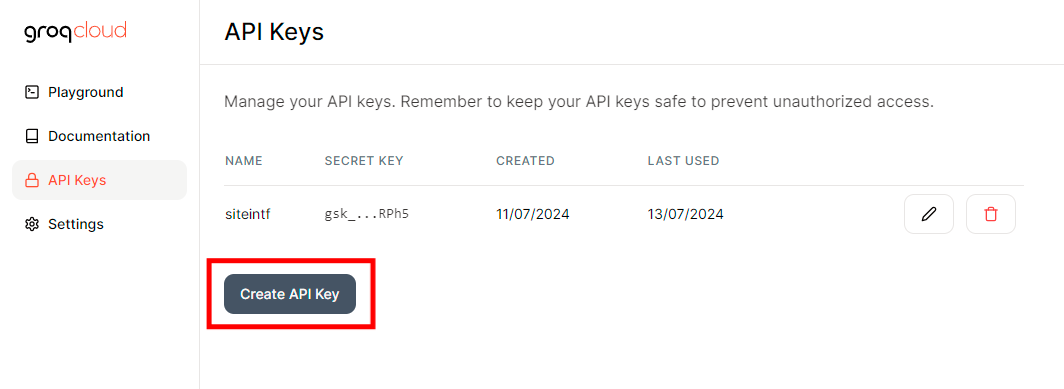 groqcloud
API Keys
Playground
Manage your API keys. Remember to keep your API keys safe to prevent unauthorized access.
Documentation
NAME SECRET KEY CREATED LAST USED
API Keys
siteintf gsk_...RPh5 11/07/2024 13/07/2024
Settings
Create API Key